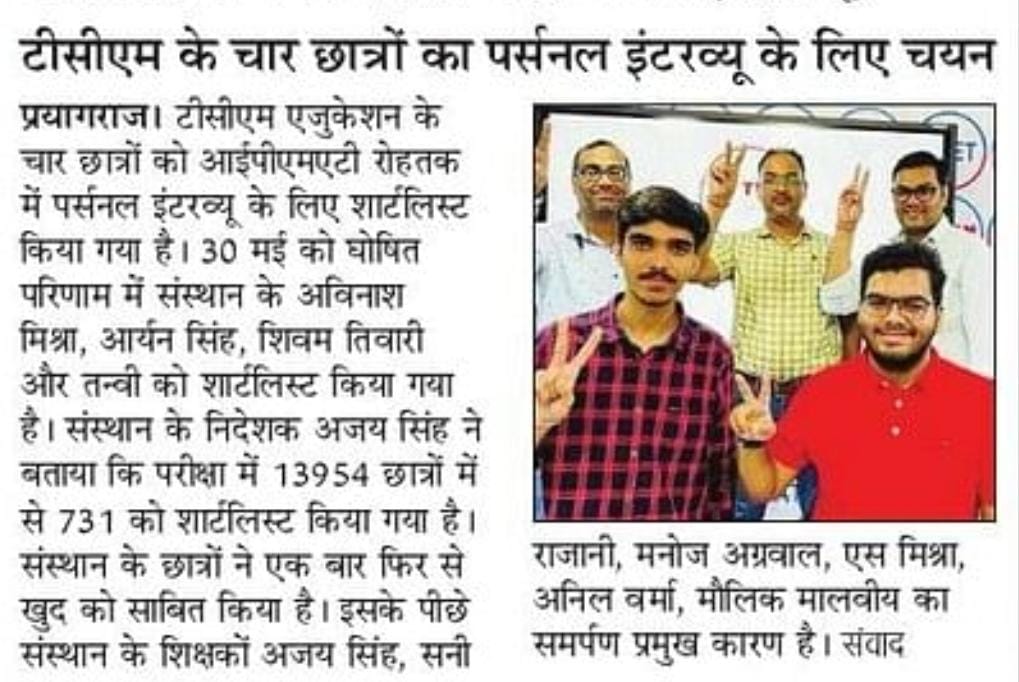 टीसीएम के चार छात्रों का पर्सनल इंटरव्यू के लिए चयन
प्रयागराज। टीसीएम एजुकेशन के
चार छात्रों को आईपीएमएटी रोहतक
में पर्सनल इंटरव्यू के लिए शार्टलिस्ट
किया गया है। 30 मई को घोषित
परिणाम में संस्थान के अविनाश
मिश्रा, आर्यन सिंह, शिवम तिवारी
और तन्वी को शार्टलिस्ट किया गया
है। संस्थान के निदेशक अजय सिंह ने
बताया कि परीक्षा में 13954 छात्रों में
से 731 को शार्टलिस्ट किया गया है।
संस्थान के छात्रों ने एक बार फिर से
खुद को साबित किया है। इसके पीछे
संस्थान के शिक्षकों अजय सिंह, सनी
राजानी, मनोज अग्रवाल, एस मिश्रा,
अनिल वर्मा, मौलिक मालवीय का
समर्पण प्रमुख कारण है। संवाद